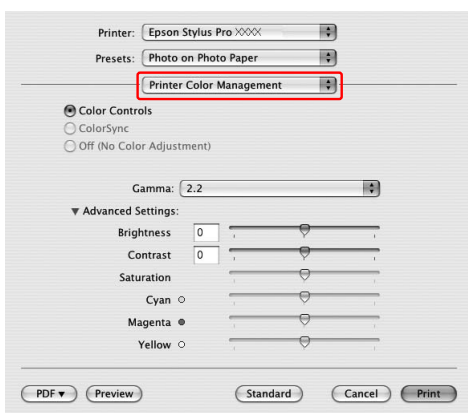 Printer: Epson Stylus Pro XXXX
Presets: Photo on Photo Paper
Printer Color Management
Color Controls
ColorSync
Off (No Color Adjustment)
Gamma: 2.2
Advanced Settings:
Brightness 0
Contrast 0
Saturation
Cyan
Magenta
Yellow
PDF Preview Standard Cancel Print